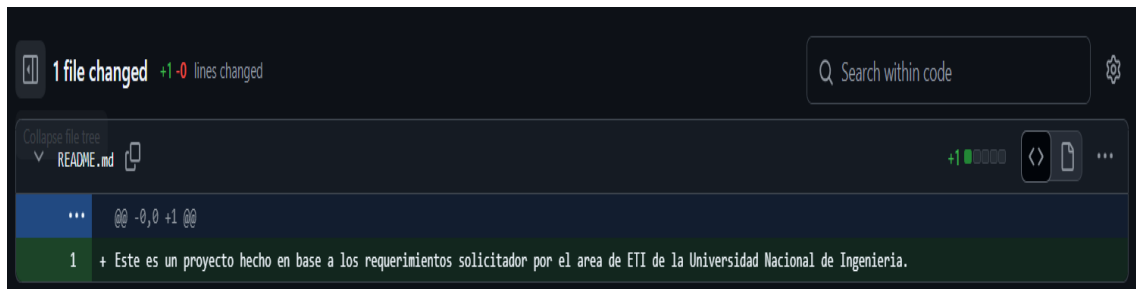 1 file changed +1 -0 lines changed
Search within code
Collapse file tree
README.md
+1
@@ -0,0 +1 @@
1 + Este es un proyecto hecho en base a los requerimientos solicitador por el area de ETI de la Universidad Nacional de Ingenieria.